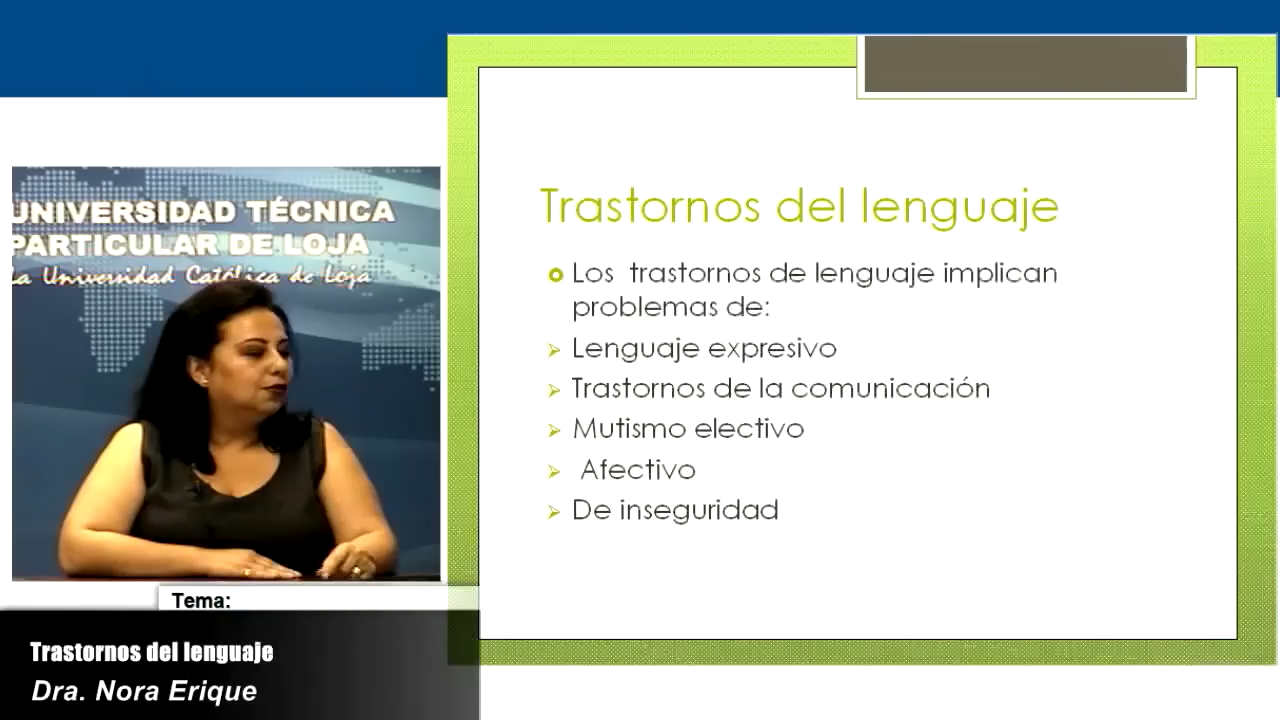 UNIVERSIDAD TÉCNICA
PARTICULAR DE LOJA
La Universidad Católica de Loja
Trastornos del lenguaje
Los trastornos de lenguaje implican
problemas de:
Lenguaje expresivo
Trastornos de la comunicación
Mutismo electivo
Afectivo
De inseguridad
Tema:
Trastornos del lenguaje
Dra. Nora Erique